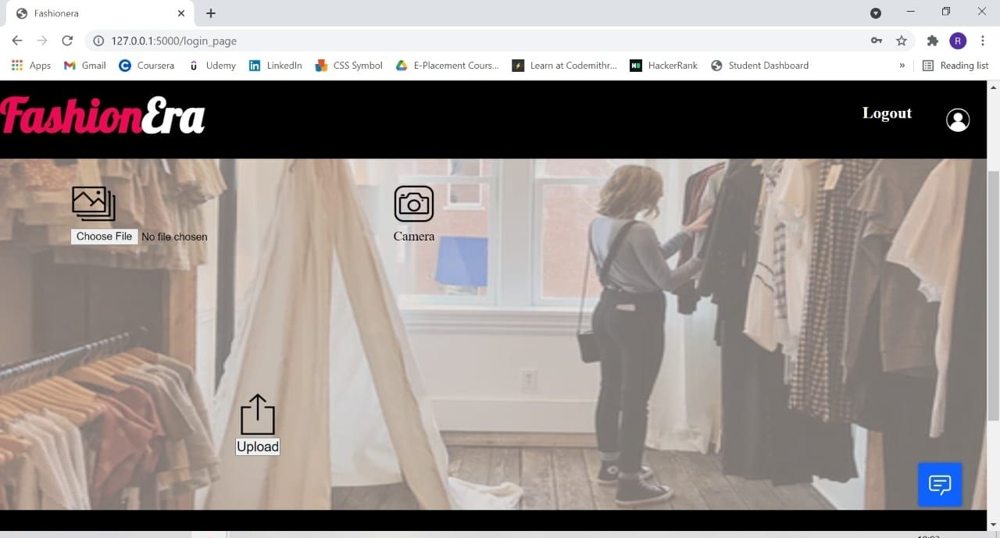 Fashionera
127.0.0.1:5000/login_page
R
Apps Gmail Coursera Udemy LinkedIn CSS Symbol E-Placement Cours... Learn at Codemithr... HackerRank Student Dashboard » Reading list
FashionEra
Logout
Choose File No file chosen
Camera
Upload